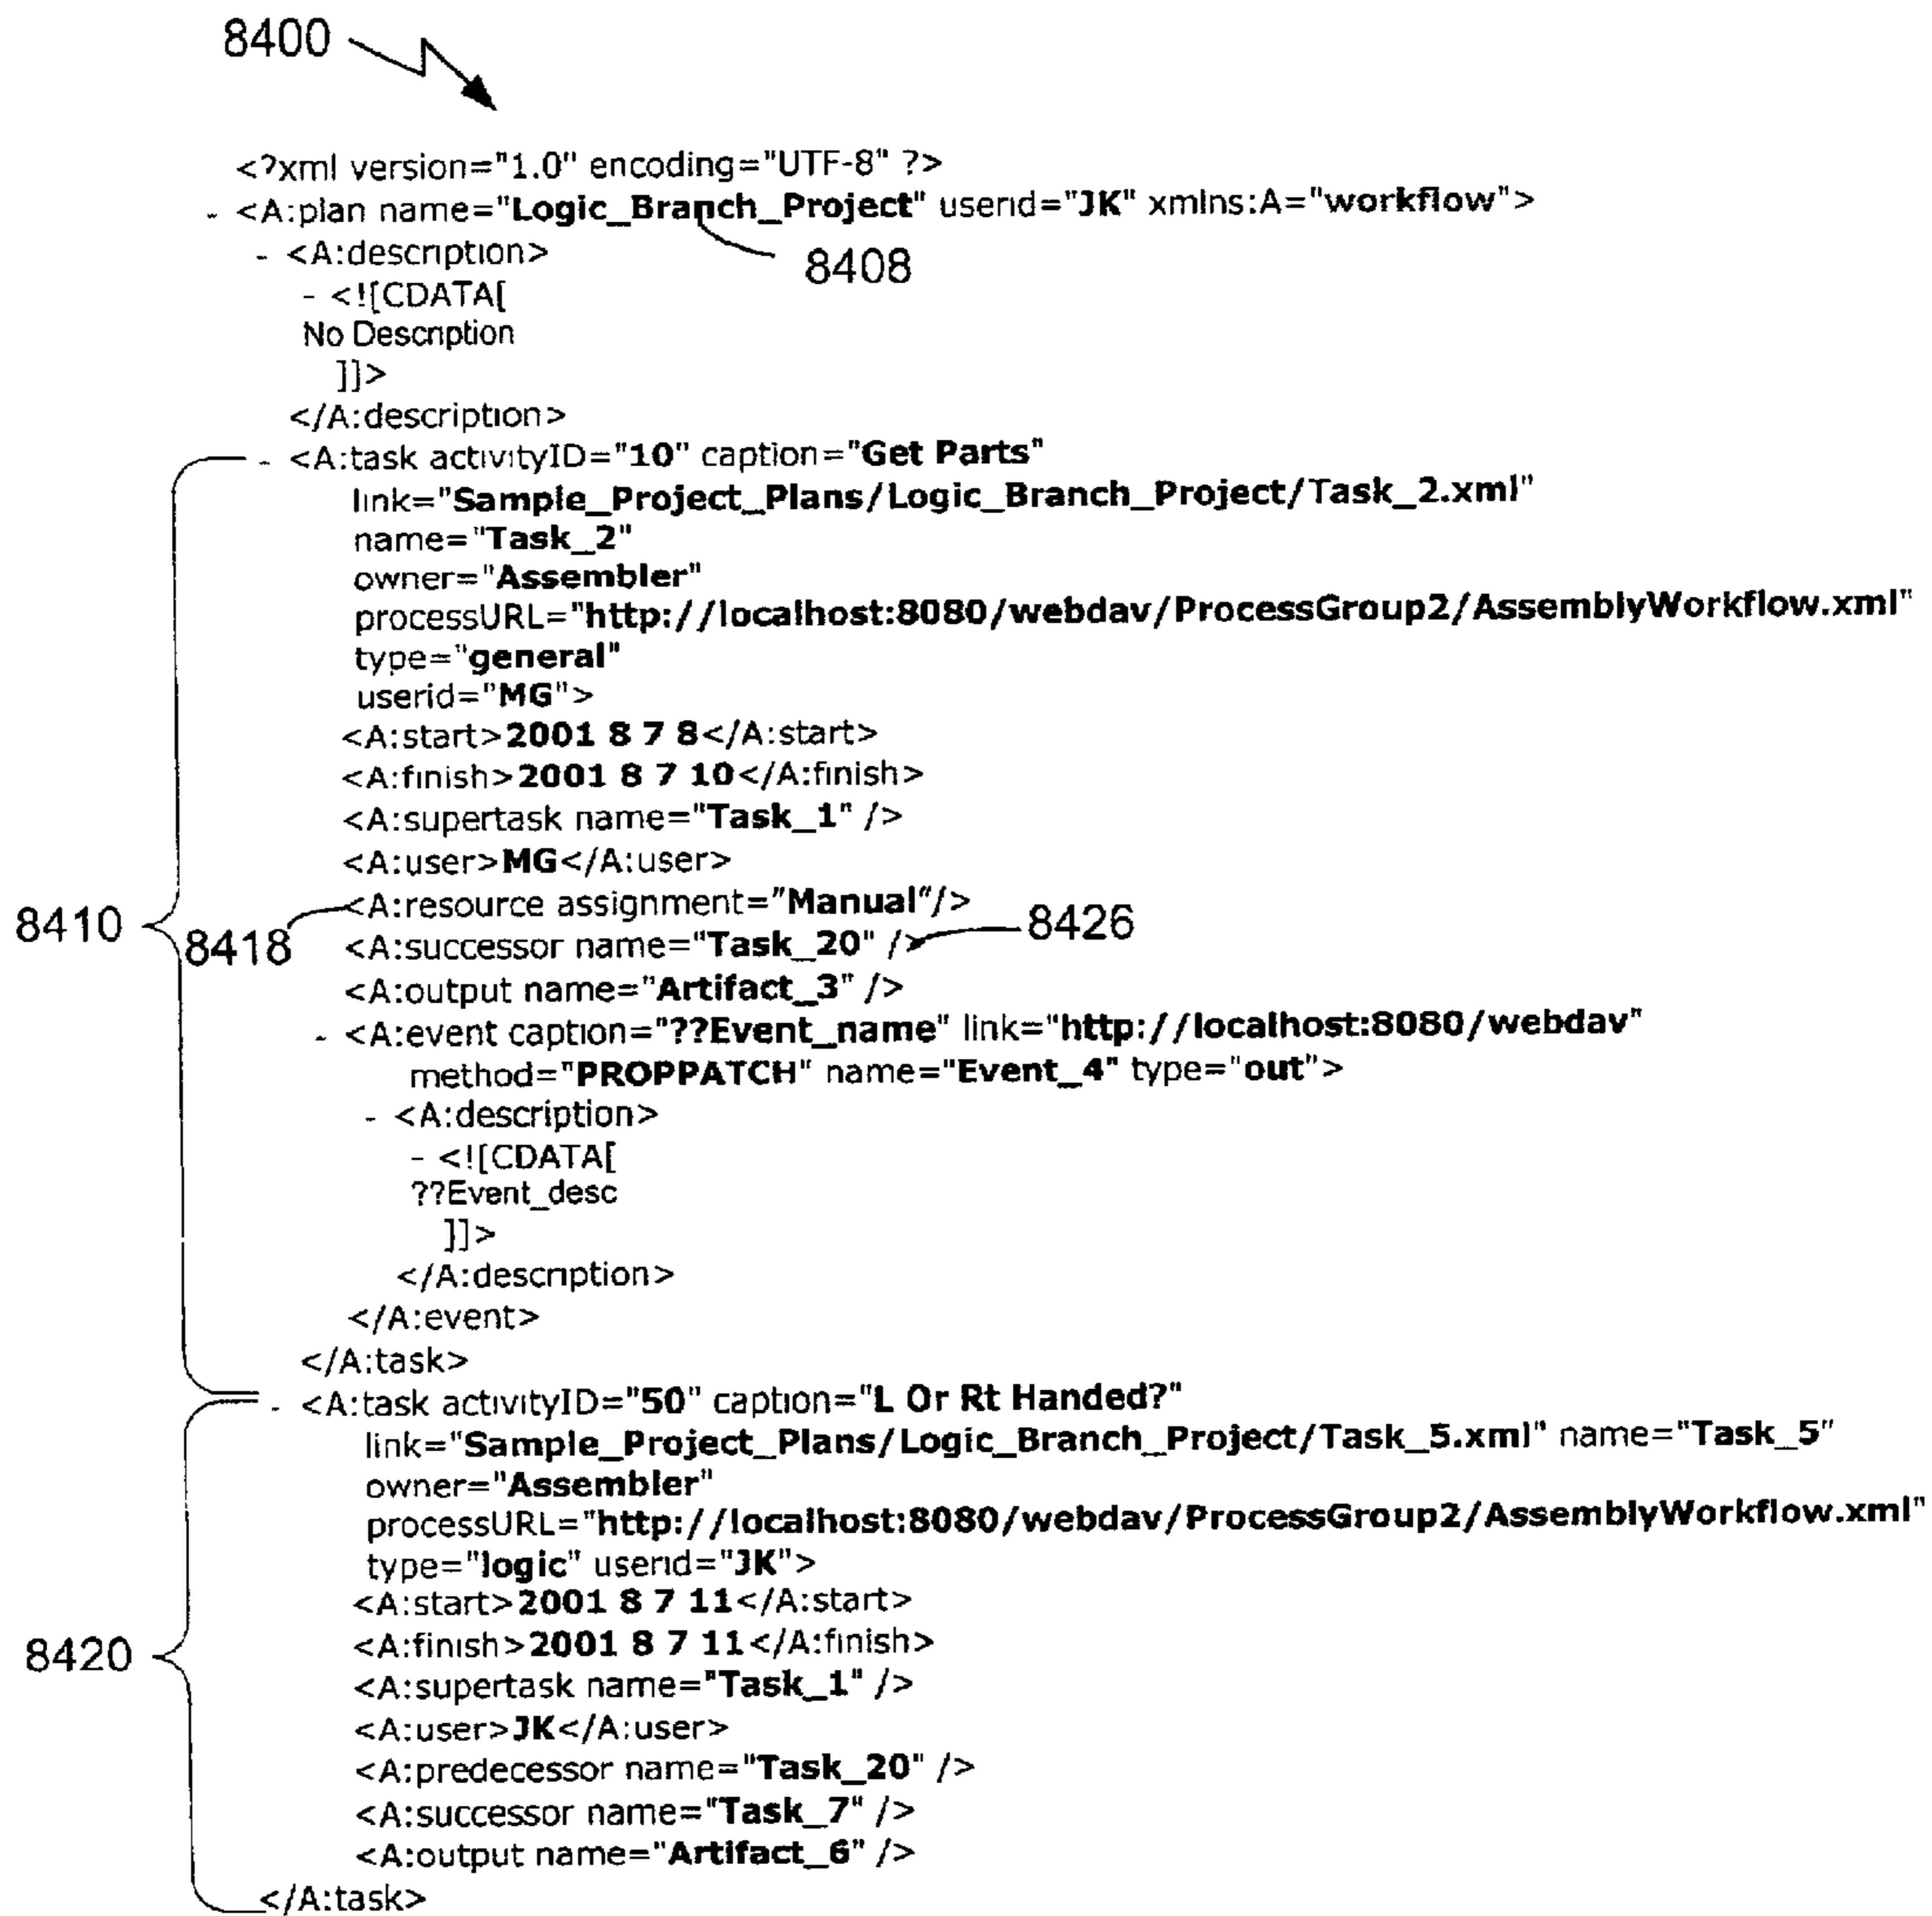 8400
<?xml version="1.0" encoding="UTF-8" ?>
- <A:plan name="Logic_Branch_Project" userid="JK" xmlns:A="workflow">
- <A:description>
8408
- <![CDATA[
No Description
]]>
</A:description>
- <A:task activityID="10" caption="Get Parts"
link="Sample_Project_Plans/Logic_Branch_Project/Task_2.xml"
name="Task_2"
owner="Assembler"
processURL="http://localhost:8080/webdav/ProcessGroup2/AssemblyWorkflow.xml"
type="general"
userid="MG">
<A:start>2001 8 7 8</A:start>
<A:finish>2001 8 7 10</A:finish>
<A:supertask name="Task_1" />
<A:user>MG</A:user>
<A:resource assignment="Manual"/>
8410
8418
8426
<A:successor name="Task_20" />
<A:output name="Artifact_3" />
- <A:event caption="??Event_name" link="http://localhost:8080/webdav"
method="PROPPATCH" name="Event_4" type="out">
- <A:description>
- <![CDATA[
??Event_desc
]]>
</A:description>
</A:event>
</A:task>
- <A:task activityID="50" caption="L Or Rt Handed?"
link="Sample_Project_Plans/Logic_Branch_Project/Task_5.xml" name="Task_5"
owner="Assembler"
processURL="http://localhost:8080/webdav/ProcessGroup2/AssemblyWorkflow.xml"
type="logic" userid="JK">
<A:start>2001 8 7 11</A:start>
<A:finish>2001 8 7 11</A:finish>
8420
<A:supertask name="Task_1" />
<A:user>JK</A:user>
<A:predecessor name="Task_20" />
<A:successor name="Task_7" />
<A:output name="Artifact_6" />
</A:task>